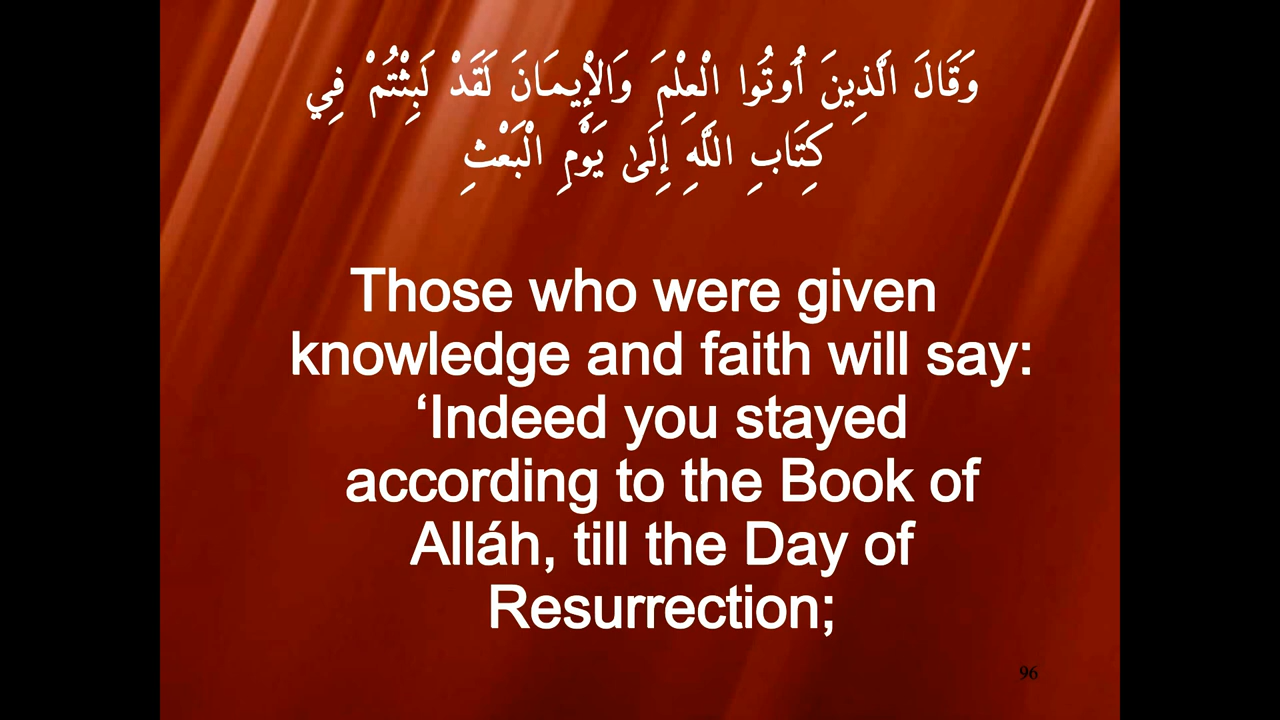 وَقَالَ الَّذِينَ أُوتُوا الْعِلْمَ وَالْإِيمَانَ لَقَدْ لَبِثْتُمْ فِي
كِتَابِ اللَّهِ إِلَىٰ يَوْمِ الْبَعْثِ
Those who were given
knowledge and faith will say:
‘Indeed you stayed
according to the Book of
Alláh, till the Day of
Resurrection;
96